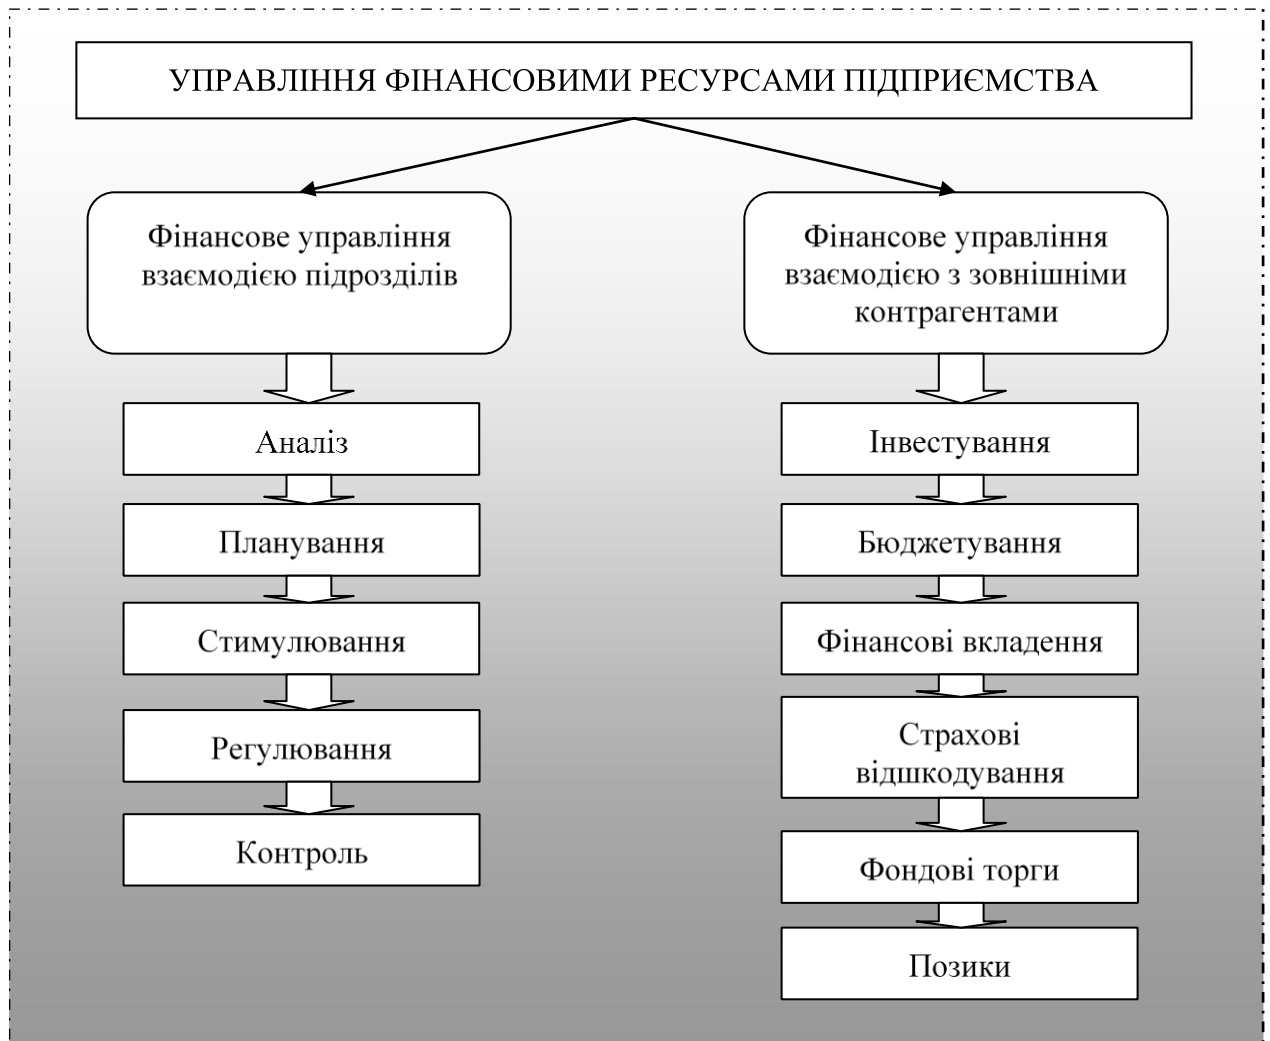 УПРАВЛІННЯ ФІНАНСОВИМИ РЕСУРСАМИ ПІДПРИЄМСТВА
Фінансове управління
взаємодією підрозділів
Аналіз
Планування
Стимулювання
Регулювання
Контроль
Фінансове управління
взаємодією з зовнішніми
контрагентами
Інвестування
Бюджетування
Фінансові вкладення
Страхові
відшкодування
Фондові торги
Позики